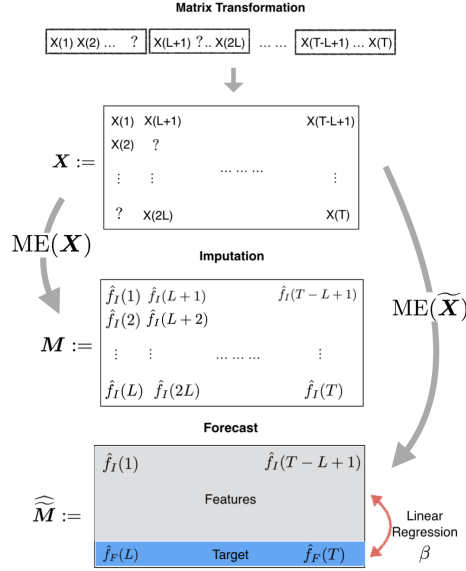 Matrix Transformation
X(1) X(2) ... ? X(L+1) ? .. X(2L) ... ... X(T-L+1) ... X(T)
X(1) X(L+1) X(T-L+1)
X(2) ?
X := ⋮ ⋮ ... ... ... ⋮
? X(2L) X(T)
ME(X)
Imputation
f̂_I(1) f̂_I(L + 1) f̂_I(T − L + 1)
f̂_I(2) f̂_I(L + 2)
ME(X̃)
M := ⋮ ⋮ ... ... ... ⋮
f̂_I(L) f̂_I(2L) f̂_I(T)
Forecast
f̂_I(1) f̂_I(T − L + 1)
Features
M̃̂ :=
Linear
Regression
β
f̂_F(L) Target f̂_F(T)